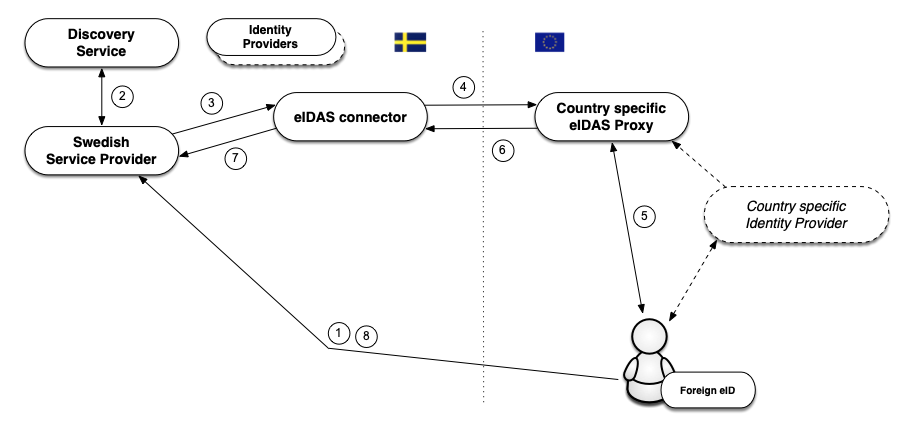 Discovery
Service
Identity
Providers
2
3
4
eIDAS connector
Country specific
eIDAS Proxy
Swedish
Service Provider
7
6
5
Country specific
Identity Provider
1
8
Foreign eID